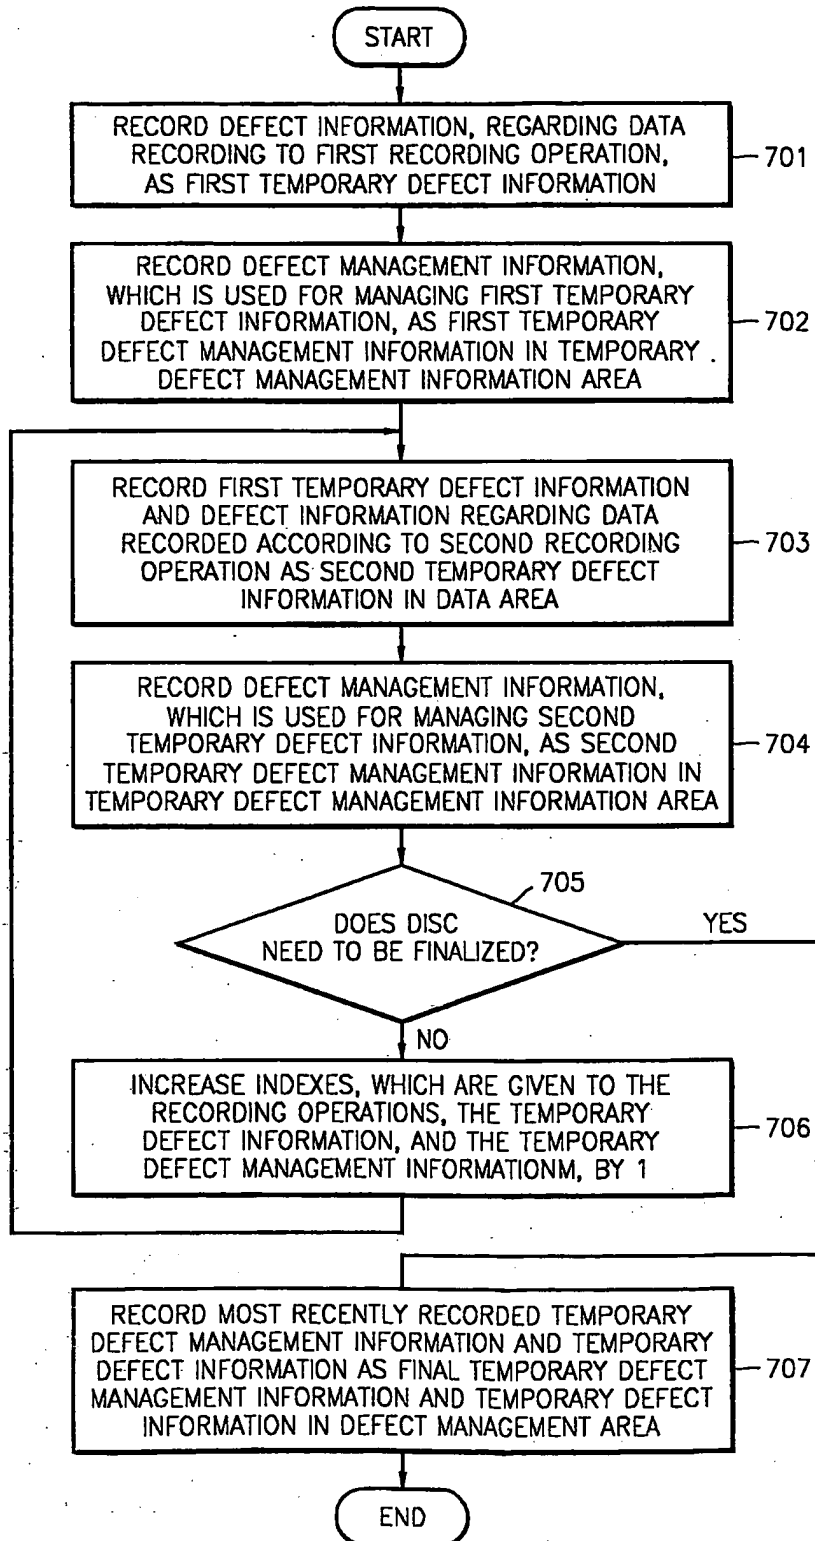 START
RECORD DEFECT INFORMATION, REGARDING DATA
RECORDING TO FIRST RECORDING OPERATION,
AS FIRST TEMPORARY DEFECT INFORMATION
701
RECORD DEFECT MANAGEMENT INFORMATION,
WHICH IS USED FOR MANAGING FIRST TEMPORARY
DEFECT INFORMATION, AS FIRST TEMPORARY
DEFECT MANAGEMENT INFORMATION IN TEMPORARY
DEFECT MANAGEMENT INFORMATION AREA
702
RECORD FIRST TEMPORARY DEFECT INFORMATION
AND DEFECT INFORMATION REGARDING DATA
RECORDED ACCORDING TO SECOND RECORDING
OPERATION AS SECOND TEMPORARY DEFECT
INFORMATION IN DATA AREA
703
RECORD DEFECT MANAGEMENT INFORMATION,
WHICH IS USED FOR MANAGING SECOND
TEMPORARY DEFECT INFORMATION, AS SECOND
TEMPORARY DEFECT MANAGEMENT INFORMATION IN
TEMPORARY DEFECT MANAGEMENT INFORMATION AREA
704
705
DOES DISC
NEED TO BE FINALIZED?
YES
NO
INCREASE INDEXES, WHICH ARE GIVEN TO THE
RECORDING OPERATIONS, THE TEMPORARY
DEFECT INFORMATION, AND THE TEMPORARY
DEFECT MANAGEMENT INFORMATIONM, BY 1
706
RECORD MOST RECENTLY RECORDED TEMPORARY
DEFECT MANAGEMENT INFORMATION AND TEMPORARY
DEFECT INFORMATION AS FINAL TEMPORARY DEFECT
MANAGEMENT INFORMATION AND TEMPORARY DEFECT
INFORMATION IN DEFECT MANAGEMENT AREA
707
END